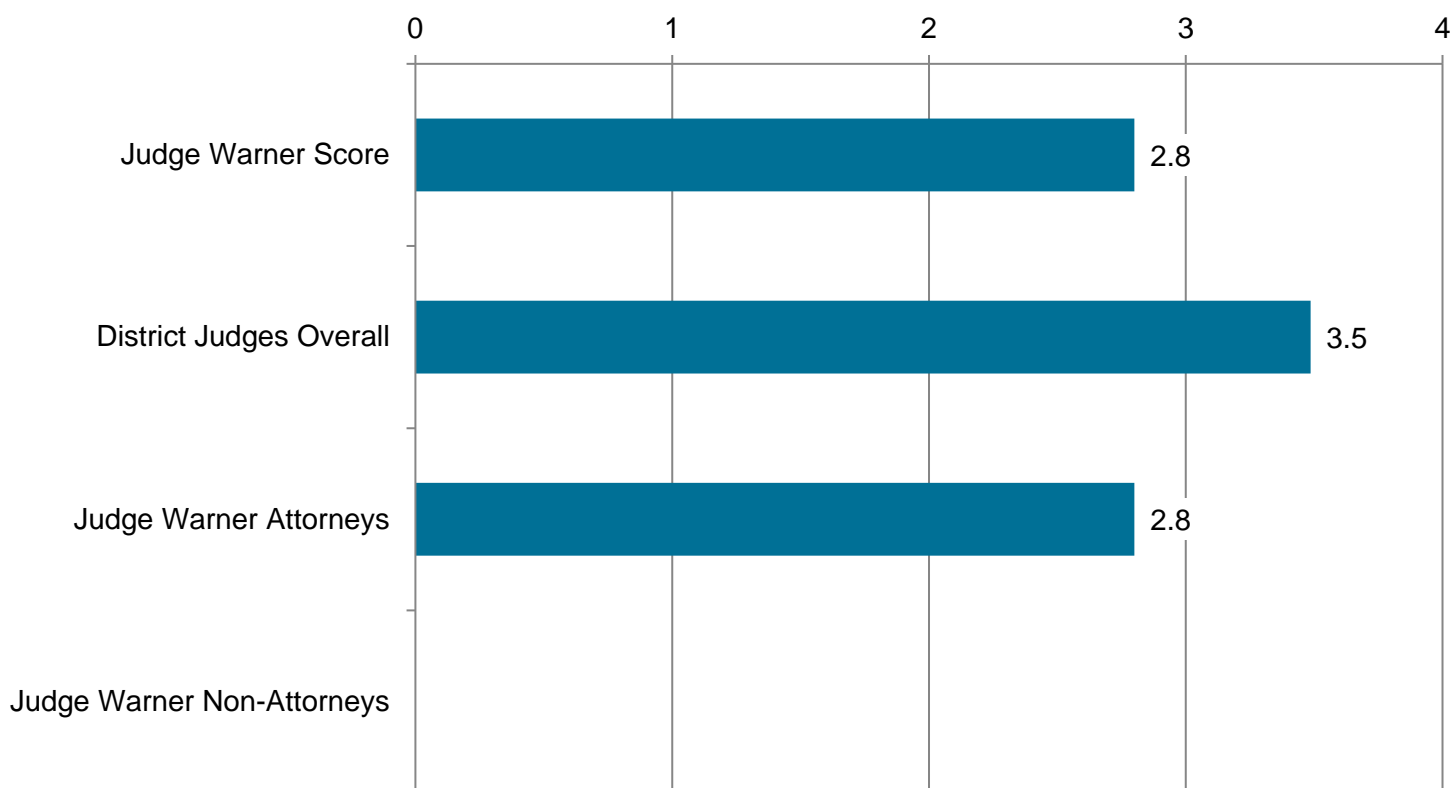 0 1 2 3 4
Judge Warner Score 2.8
District Judges Overall 3.5
Judge Warner Attorneys 2.8
Judge Warner Non-Attorneys